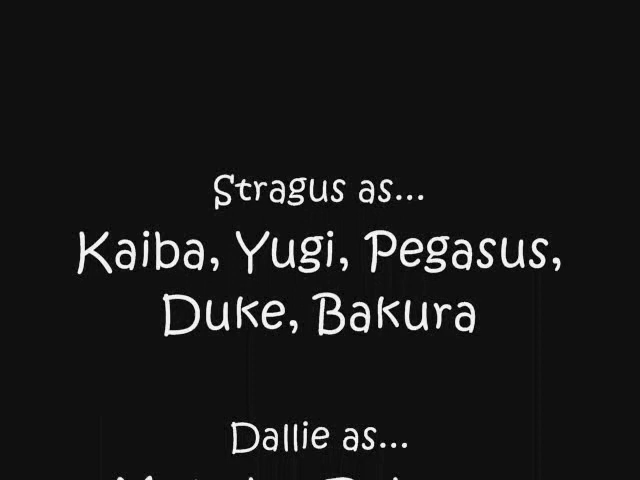 Stragus as...
Kaiba, Yugi, Pegasus,
Duke, Bakura
Dallie as...